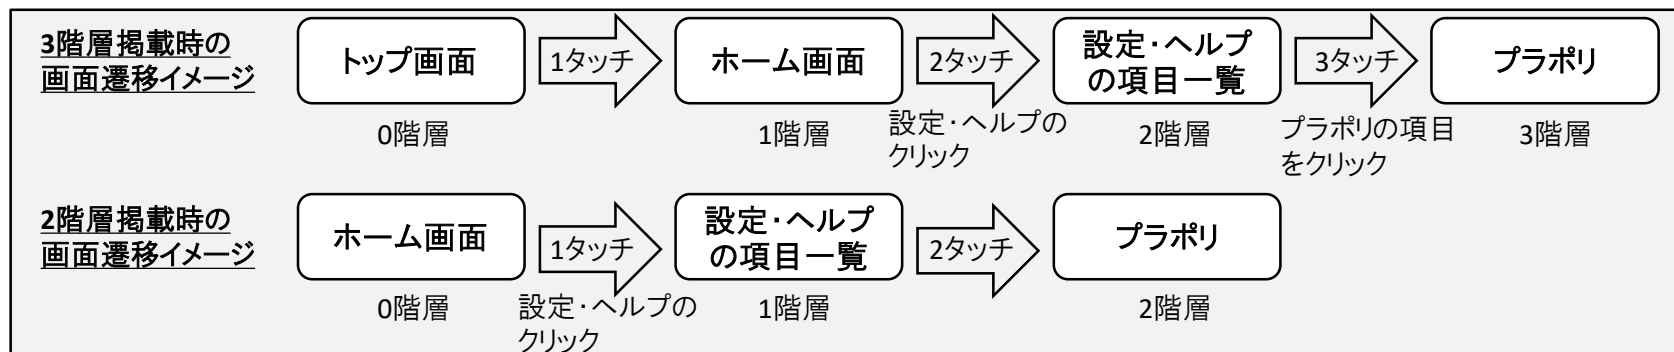 3階層掲載時の
画面遷移イメージ
トップ画面
1タッチ
ホーム画面
2タッチ
設定・ヘルプ
の項目一覧
3タッチ
プラポリ
0階層
1階層
設定・ヘルプの
クリック
2階層
プラポリの項目
をクリック
3階層
2階層掲載時の
画面遷移イメージ
ホーム画面
1タッチ
設定・ヘルプ
の項目一覧
2タッチ
プラポリ
0階層
設定・ヘルプの
クリック
1階層
2階層